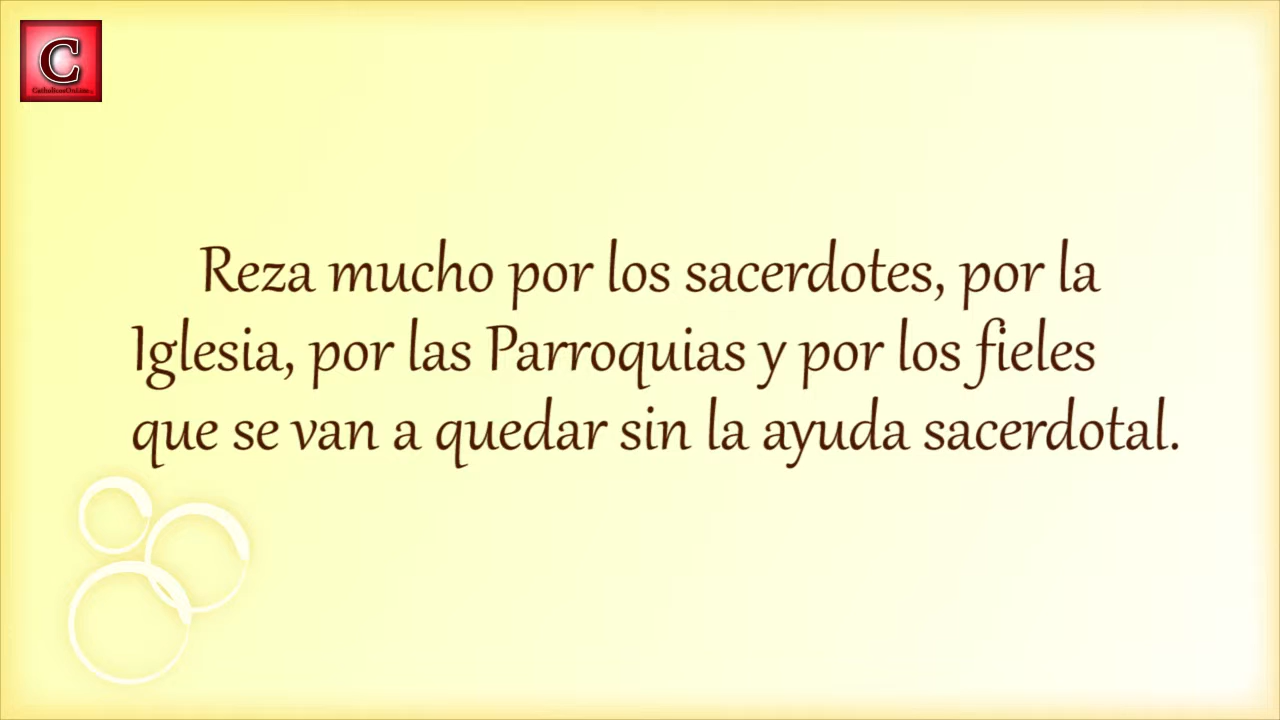 C
Reza mucho por los sacerdotes, por la
Iglesia, por las Parroquias y por los fieles
que se van a quedar sin la ayuda sacerdotal.